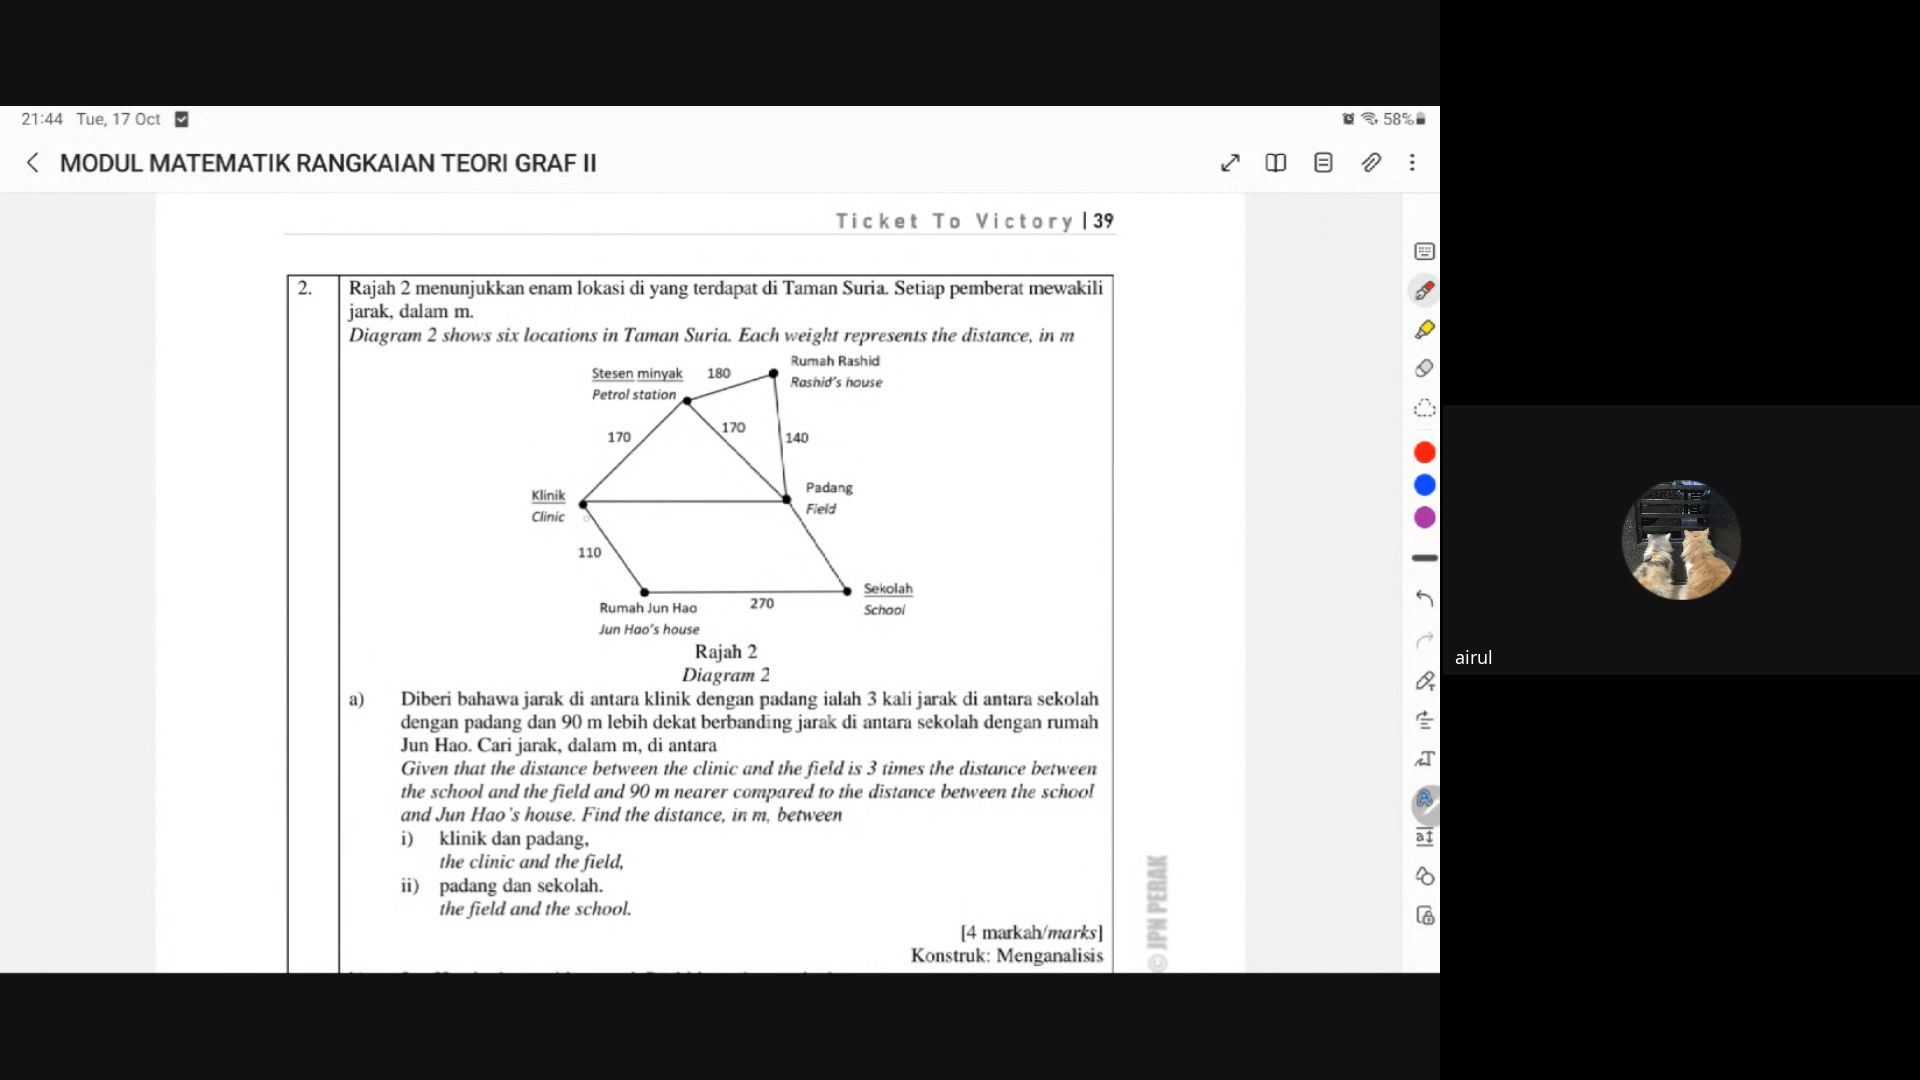 21:44 Tue, 17 Oct
58%
MODUL MATEMATIK RANGKAIAN TEORI GRAF II
Ticket To Victory | 39
2. Rajah 2 menunjukkan enam lokasi di yang terdapat di Taman Suria. Setiap pemberat mewakili
jarak, dalam m.
Diagram 2 shows six locations in Taman Suria. Each weight represents the distance, in m
Rumah Rashid
Rashid's house
Stesen minyak
Petrol station
180
170
170
140
Klinik
Clinic
Padang
Field
110
270
Sekolah
School
Rumah Jun Hao
Jun Hao's house
Rajah 2
Diagram 2
a) Diberi bahawa jarak di antara klinik dengan padang ialah 3 kali jarak di antara sekolah
dengan padang dan 90 m lebih dekat berbanding jarak di antara sekolah dengan rumah
Jun Hao. Cari jarak, dalam m, di antara
Given that the distance between the clinic and the field is 3 times the distance between
the school and the field and 90 m nearer compared to the distance between the school
and Jun Hao's house. Find the distance, in m, between
i) klinik dan padang,
the clinic and the field,
ii) padang dan sekolah.
the field and the school.
[4 markah/marks]
Konstruk: Menganalisis
© JPN PERAK
airul